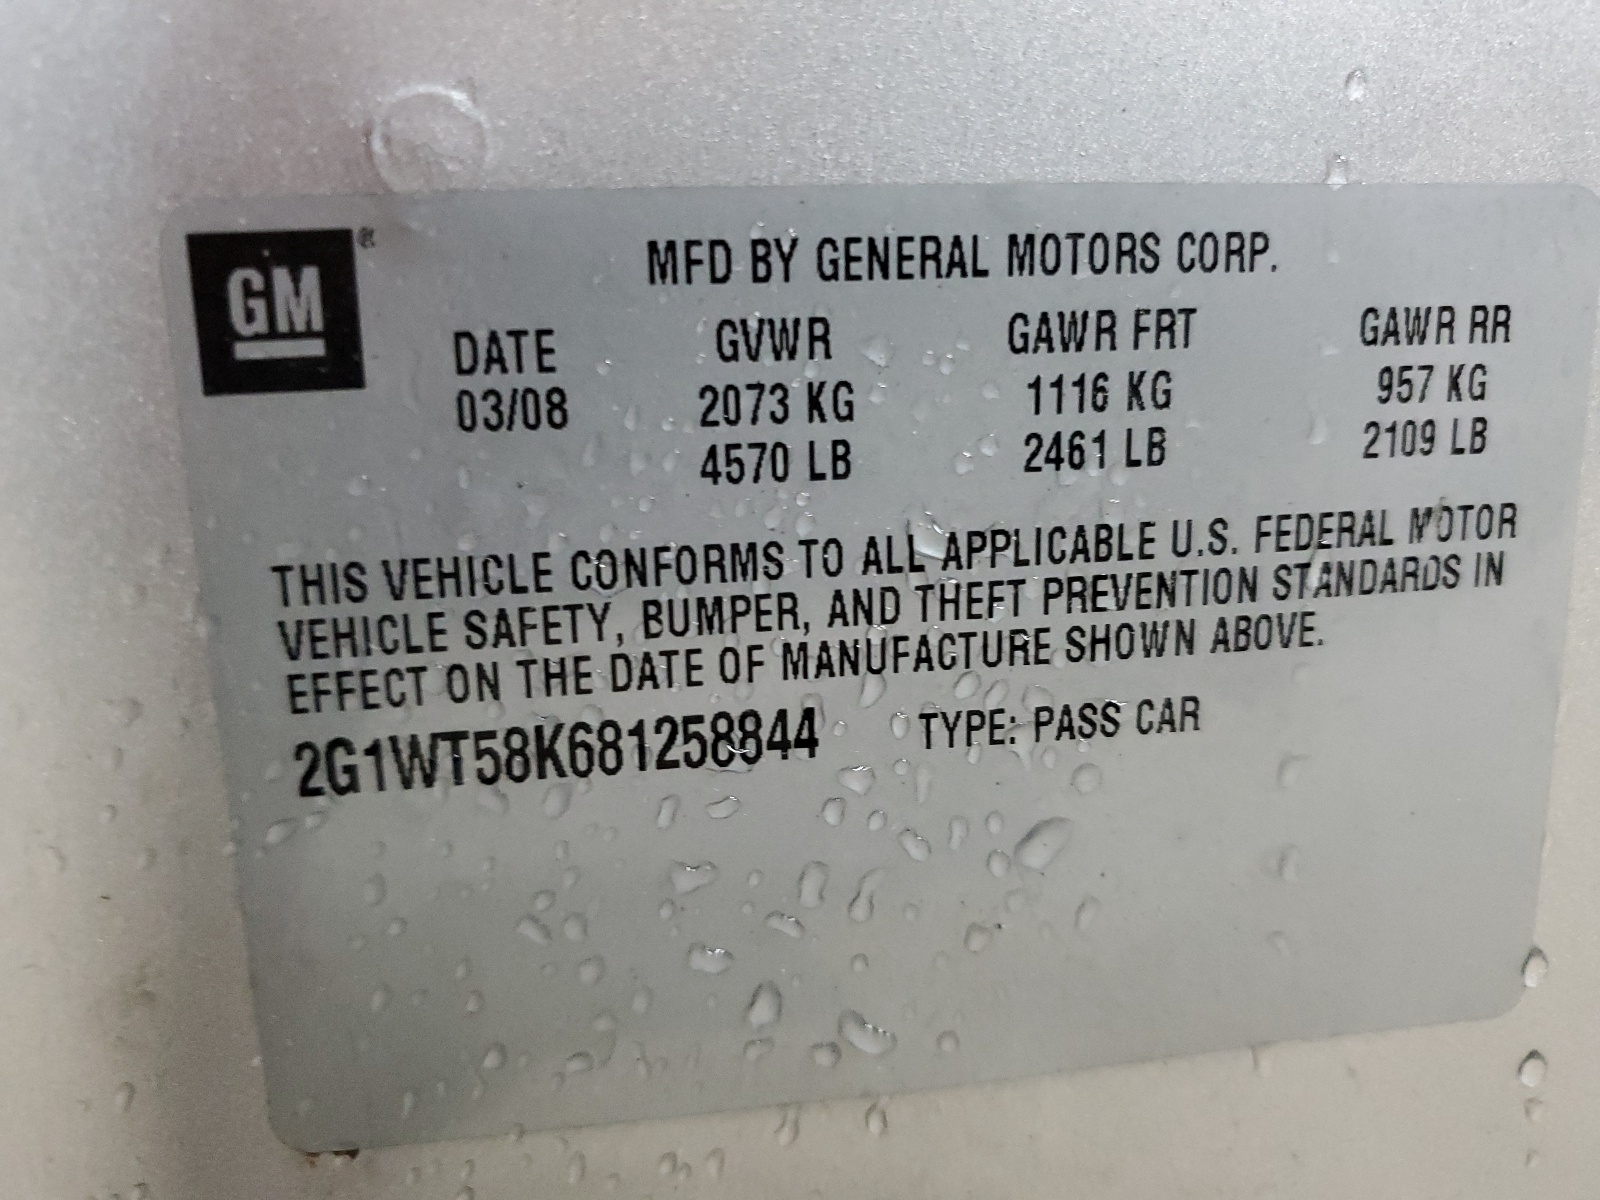 GM ®
MFD BY GENERAL MOTORS CORP.
DATE GVWR GAWR FRT GAWR RR
03/08 2073 KG 1116 KG 957 KG
4570 LB 2461 LB 2109 LB
THIS VEHICLE CONFORMS TO ALL APPLICABLE U.S. FEDERAL MOTOR
VEHICLE SAFETY, BUMPER, AND THEFT PREVENTION STANDARDS IN
EFFECT ON THE DATE OF MANUFACTURE SHOWN ABOVE.
2G1WT58K681258844 TYPE: PASS CAR